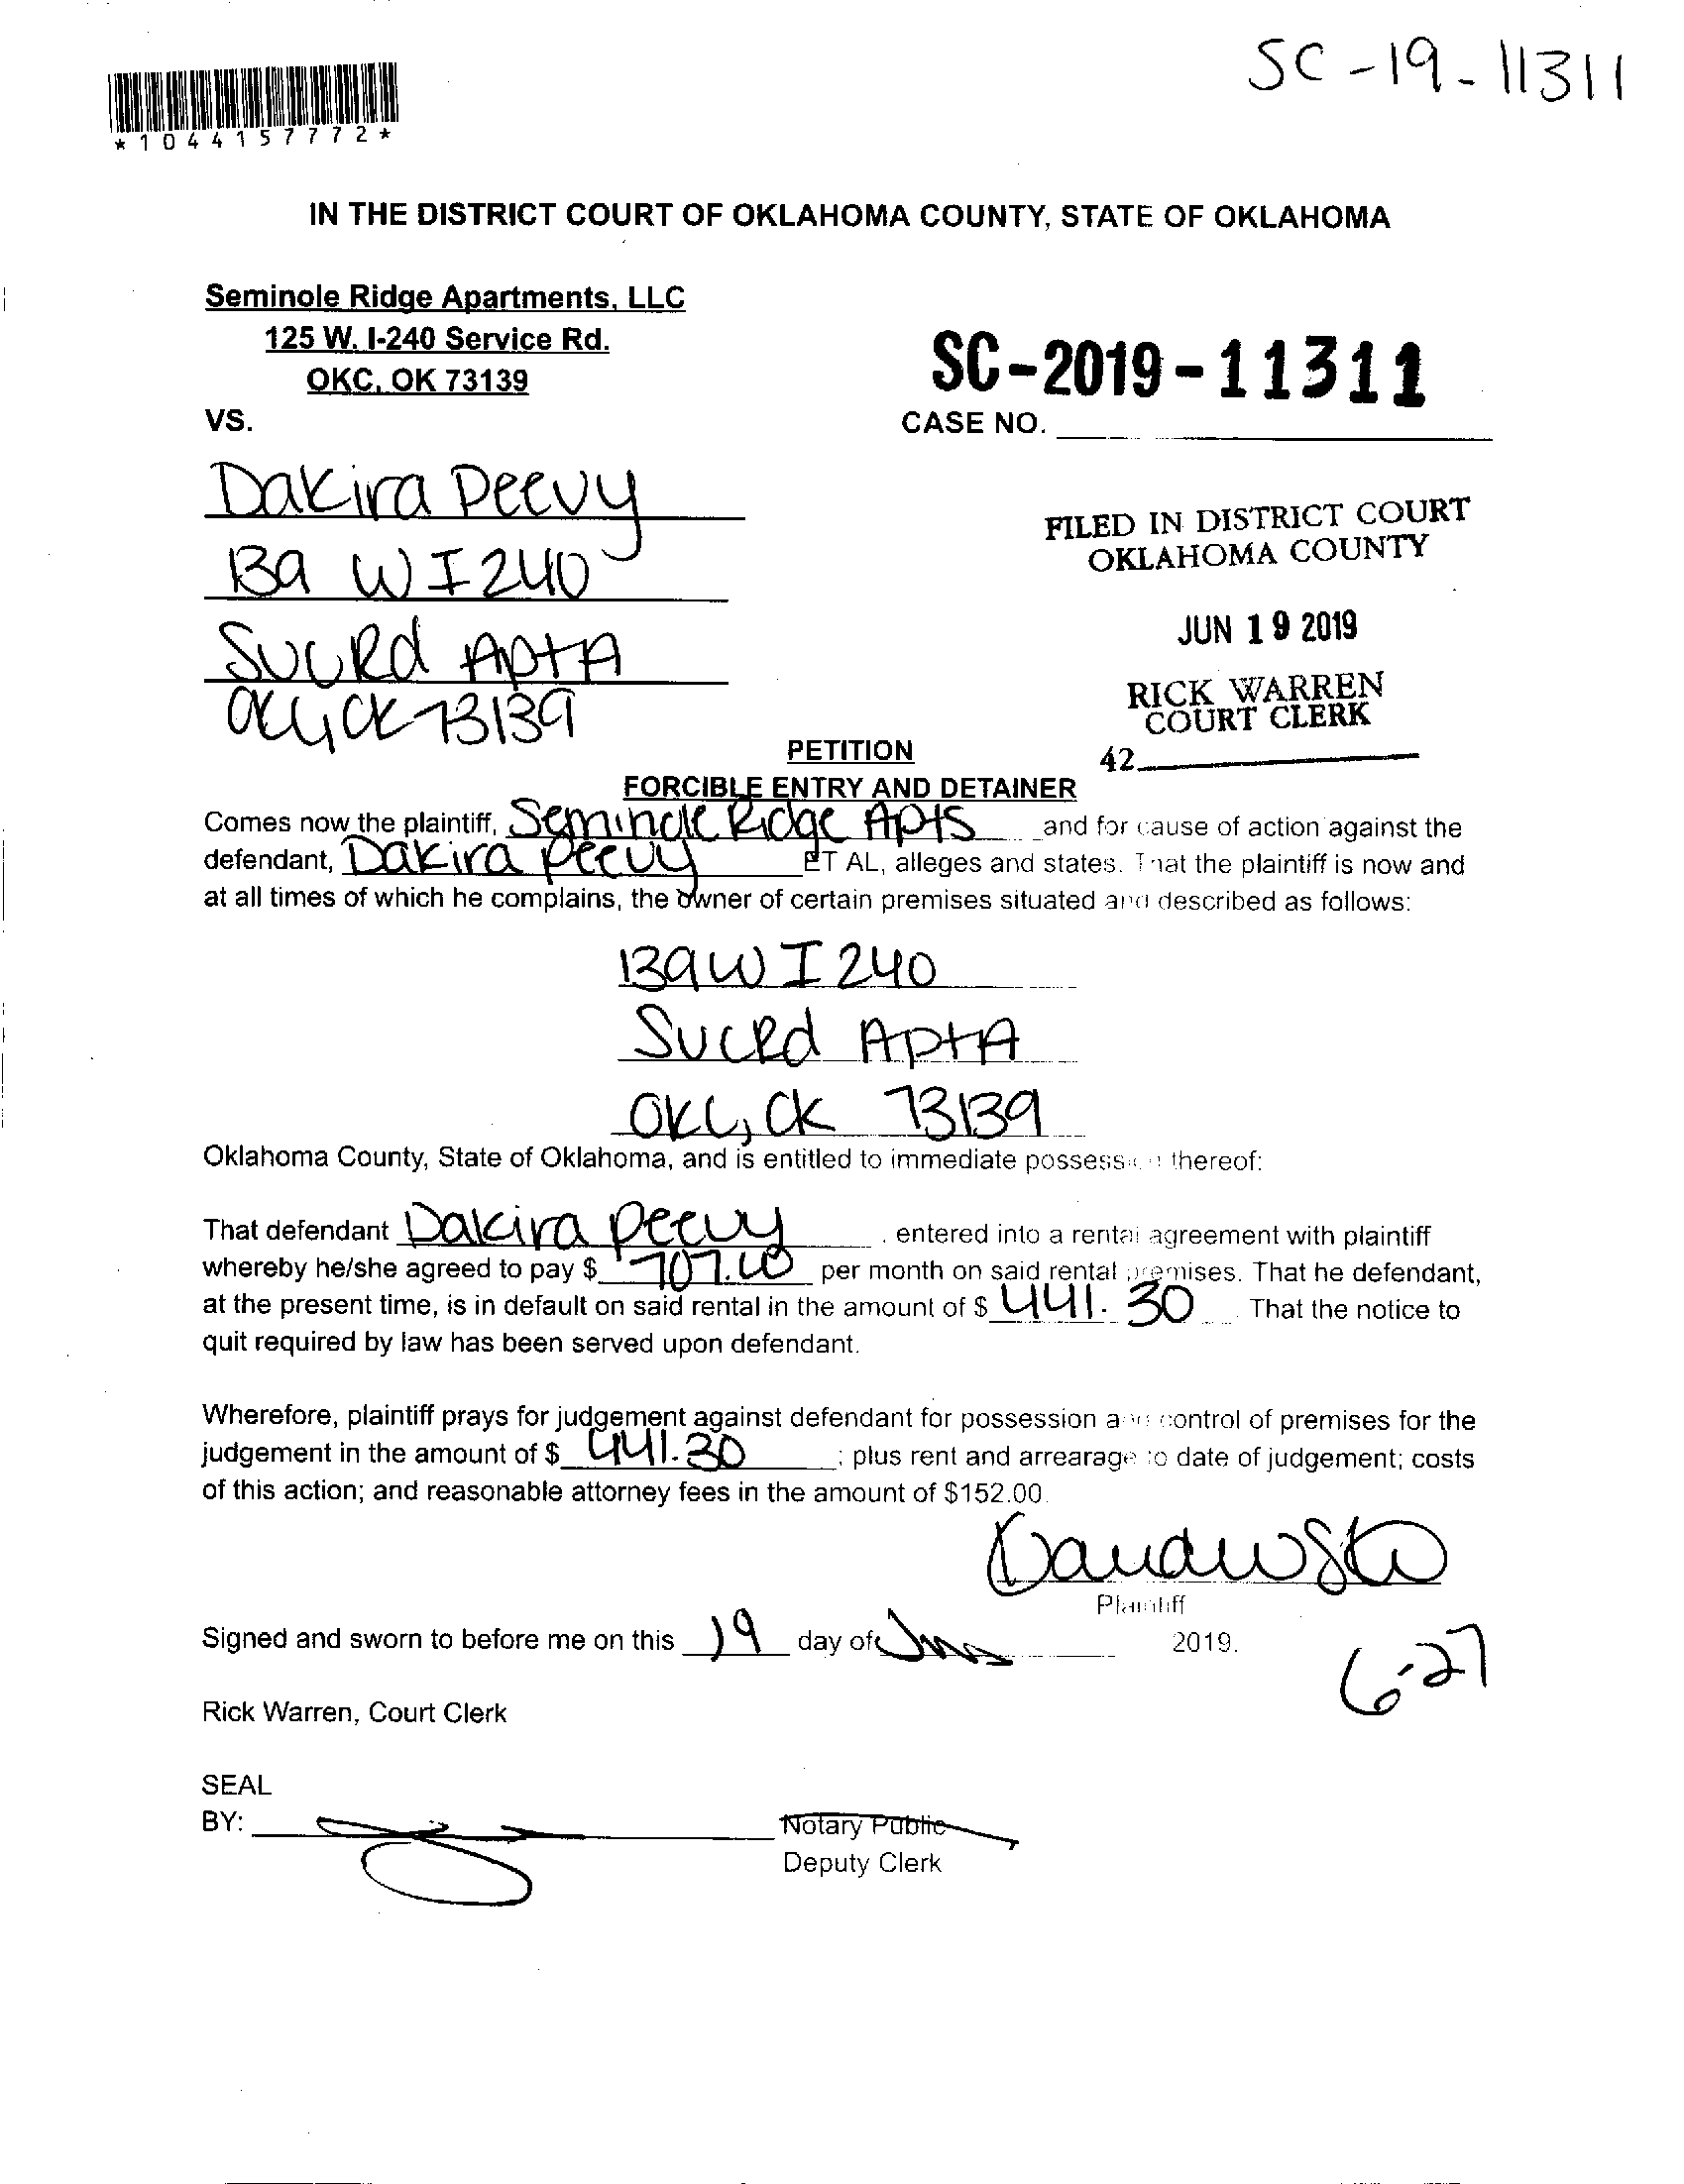 SC-19-11311
*1044157772*
IN THE DISTRICT COURT OF OKLAHOMA COUNTY, STATE OF OKLAHOMA
Seminole Ridge Apartments, LLC
125 W. I-240 Service Rd.
OKC, OK 73139
SC-2019-11311
VS.
CASE NO.
Dakira Peevy
139 W I 240
FILED IN DISTRICT COURT
OKLAHOMA COUNTY
JUN 19 2019
Svc Rd Apt A
RICK WARREN
COURT CLERK
OKC, OK 73139
42
PETITION
FORCIBLE ENTRY AND DETAINER
Comes now the plaintiff, Seminole Ridge Apts and for cause of action against the
defendant, Dakira Peevy ET AL, alleges and states. That the plaintiff is now and
at all times of which he complains, the owner of certain premises situated and described as follows:
139 W I 240
Svc Rd Apt A
OKC, OK 73139
Oklahoma County, State of Oklahoma, and is entitled to immediate possession thereof:
That defendant Dakira Peevy, entered into a rental agreement with plaintiff
whereby he/she agreed to pay $ 707.60 per month on said rental premises. That he defendant,
at the present time, is in default on said rental in the amount of $ 441.30. That the notice to
quit required by law has been served upon defendant.
Wherefore, plaintiff prays for judgement against defendant for possession and control of premises for the
judgement in the amount of $ 441.30; plus rent and arrearage to date of judgement; costs
of this action; and reasonable attorney fees in the amount of $152.00.
Plaintiff
Signed and sworn to before me on this 19 day of June 2019.
6-27
Rick Warren, Court Clerk
SEAL
BY:
Notary Public
Deputy Clerk